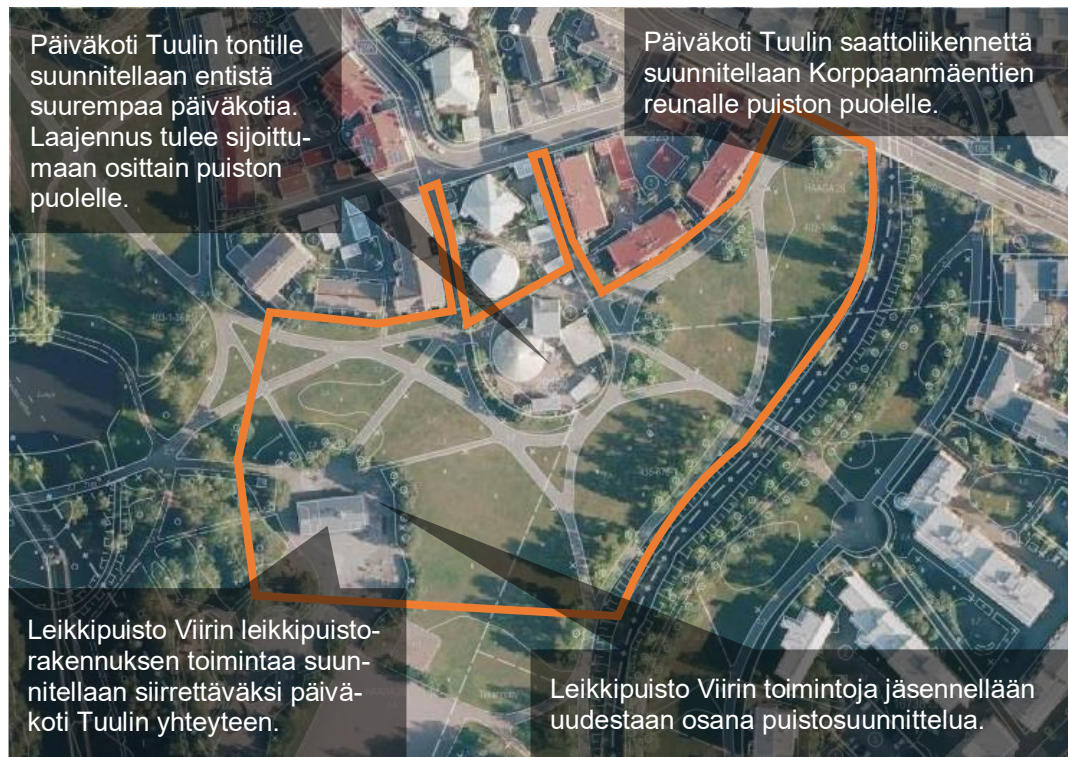 Päiväkoti Tuulin tontille
suunnitellaan entistä
suurempaa päiväkotia.
Laajennus tulee sijoittu-
maan osittain puiston
puolelle.
Päiväkoti Tuulin saattoliikennettä
suunnitellaan Korppaanmäentien
reunalle puiston puolelle.
HAAGA 29
Leikkipuisto Viirin leikkipuisto-
rakennuksen toimintaa suun-
nitellaan siirrettäväksi päivä-
koti Tuulin yhteyteen.
Leikkipuisto Viirin toimintoja jäsennellään
uudestaan osana puistosuunnittelua.